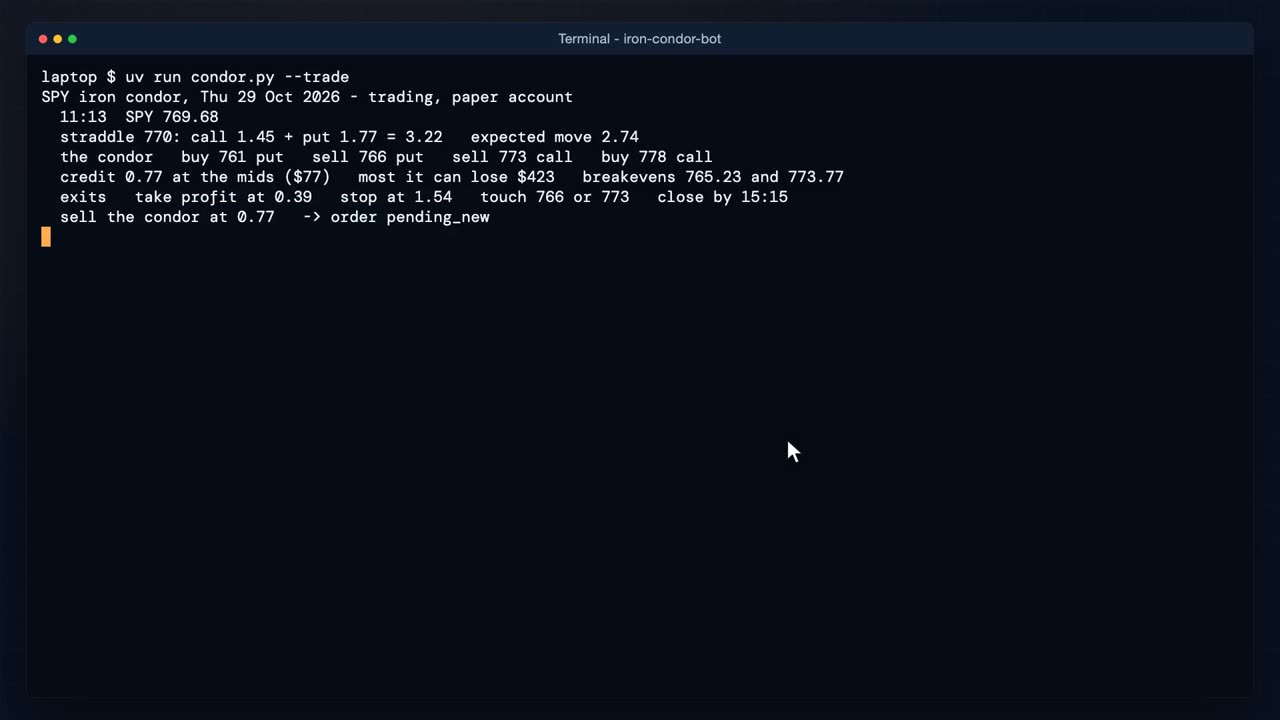 Terminal - iron-condor-bot
laptop $ uv run condor.py --trade
SPY iron condor, Thu 29 Oct 2026 - trading, paper account
11:13  SPY 769.68
straddle 770: call 1.45 + put 1.77 = 3.22   expected move 2.74
the condor   buy 761 put   sell 766 put   sell 773 call   buy 778 call
credit 0.77 at the mids ($77)   most it can lose $423   breakevens 765.23 and 773.77
exits   take profit at 0.39   stop at 1.54   touch 766 or 773   close by 15:15
sell the condor at 0.77   -> order pending_new